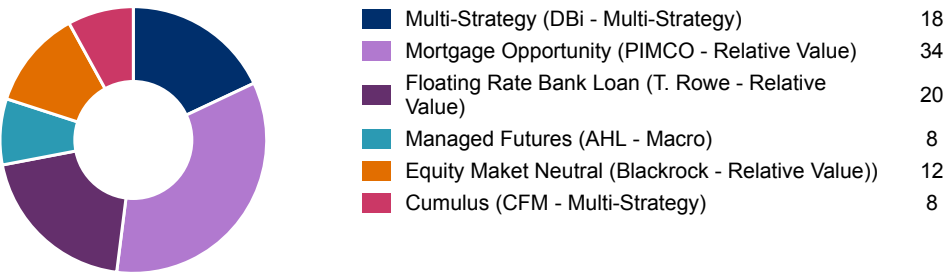 Multi-Strategy (DBi - Multi-Strategy) 18
Mortgage Opportunity (PIMCO - Relative Value) 34
Floating Rate Bank Loan (T. Rowe - Relative
Value) 20
Managed Futures (AHL - Macro) 8
Equity Maket Neutral (Blackrock - Relative Value)) 12
Cumulus (CFM - Multi-Strategy) 8